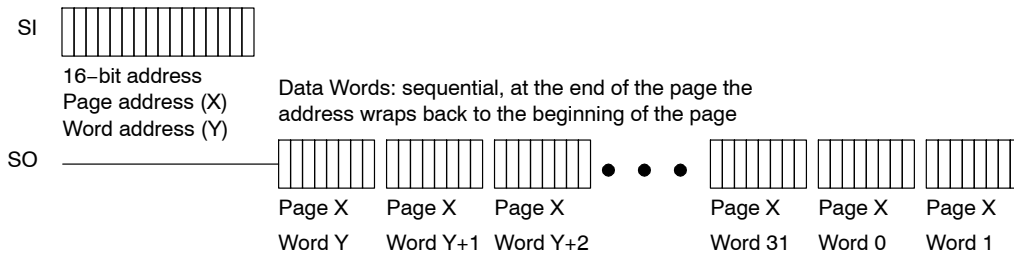 SI
16−bit address
Page address (X)
Word address (Y)
Data Words: sequential, at the end of the page the
address wraps back to the beginning of the page
SO
Page X Page X Page X Page X Page X Page X
Word Y Word Y+1 Word Y+2 Word 31 Word 0 Word 1